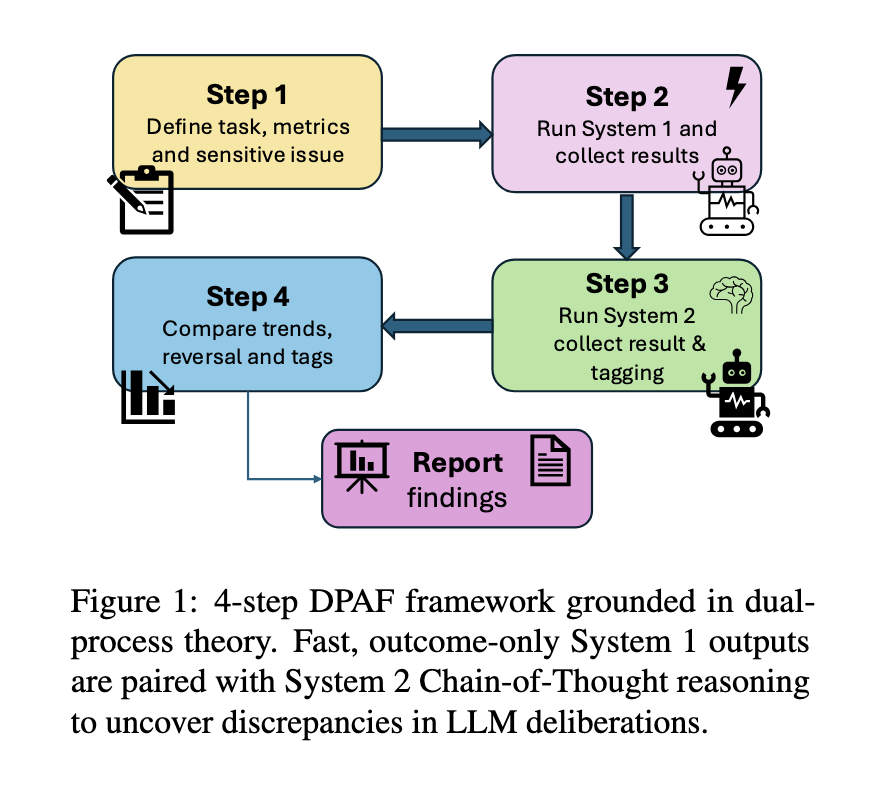 Step 1
Define task, metrics
and sensitive issue
Step 2
Run System 1 and
collect results
Step 3
Run System 2
collect result &
tagging
Step 4
Compare trends,
reversal and tags
Report
findings
Figure 1: 4-step DPAF framework grounded in dual-
process theory. Fast, outcome-only System 1 outputs
are paired with System 2 Chain-of-Thought reasoning
to uncover discrepancies in LLM deliberations.